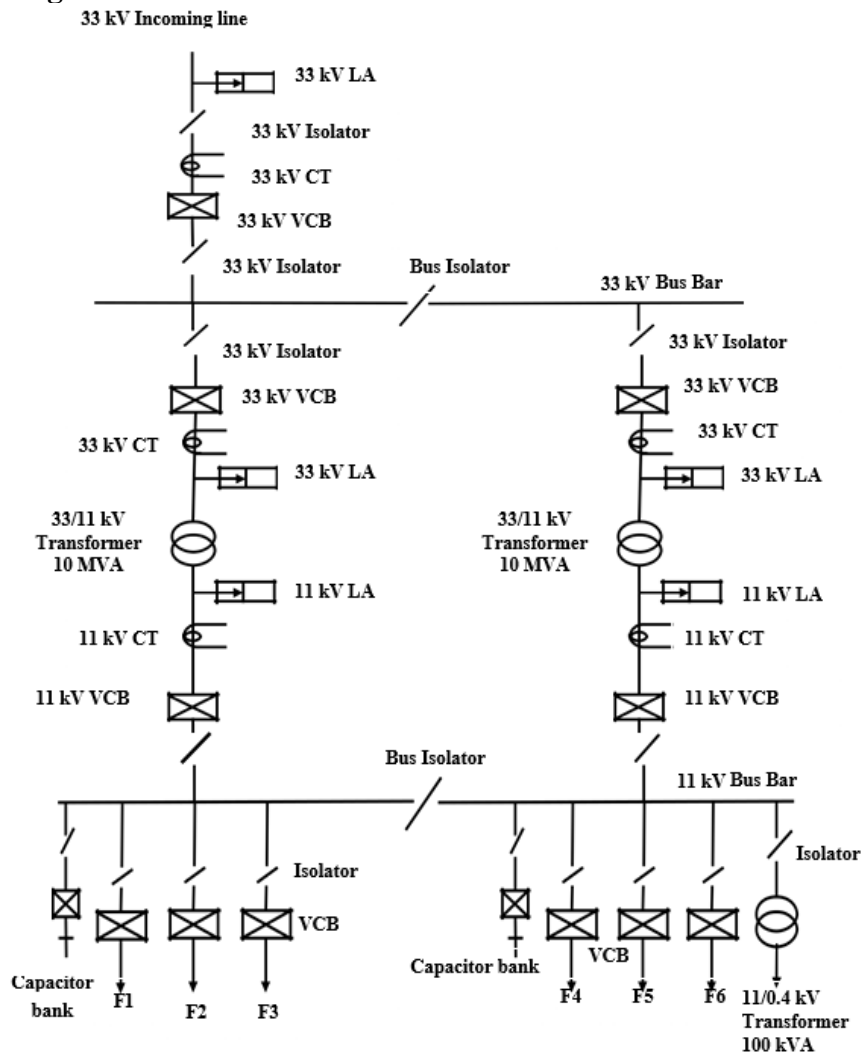 33 kV Incoming line
33 kV LA
33 kV Isolator
33 kV CT
33 kV VCB
33 kV Isolator
Bus Isolator
33 kV Bus Bar
33 kV Isolator
33 kV Isolator
33 kV VCB
33 kV VCB
33 kV CT
33 kV CT
33 kV LA
33 kV LA
33/11 kV
Transformer
10 MVA
33/11 kV
Transformer
10 MVA
11 kV LA
11 kV LA
11 kV CT
11 kV CT
11 kV VCB
11 kV VCB
Bus Isolator
11 kV Bus Bar
Isolator
Isolator
VCB
VCB
Capacitor
bank
F1
F2
F3
Capacitor bank
F4
F5
F6
11/0.4 kV
Transformer
100 kVA